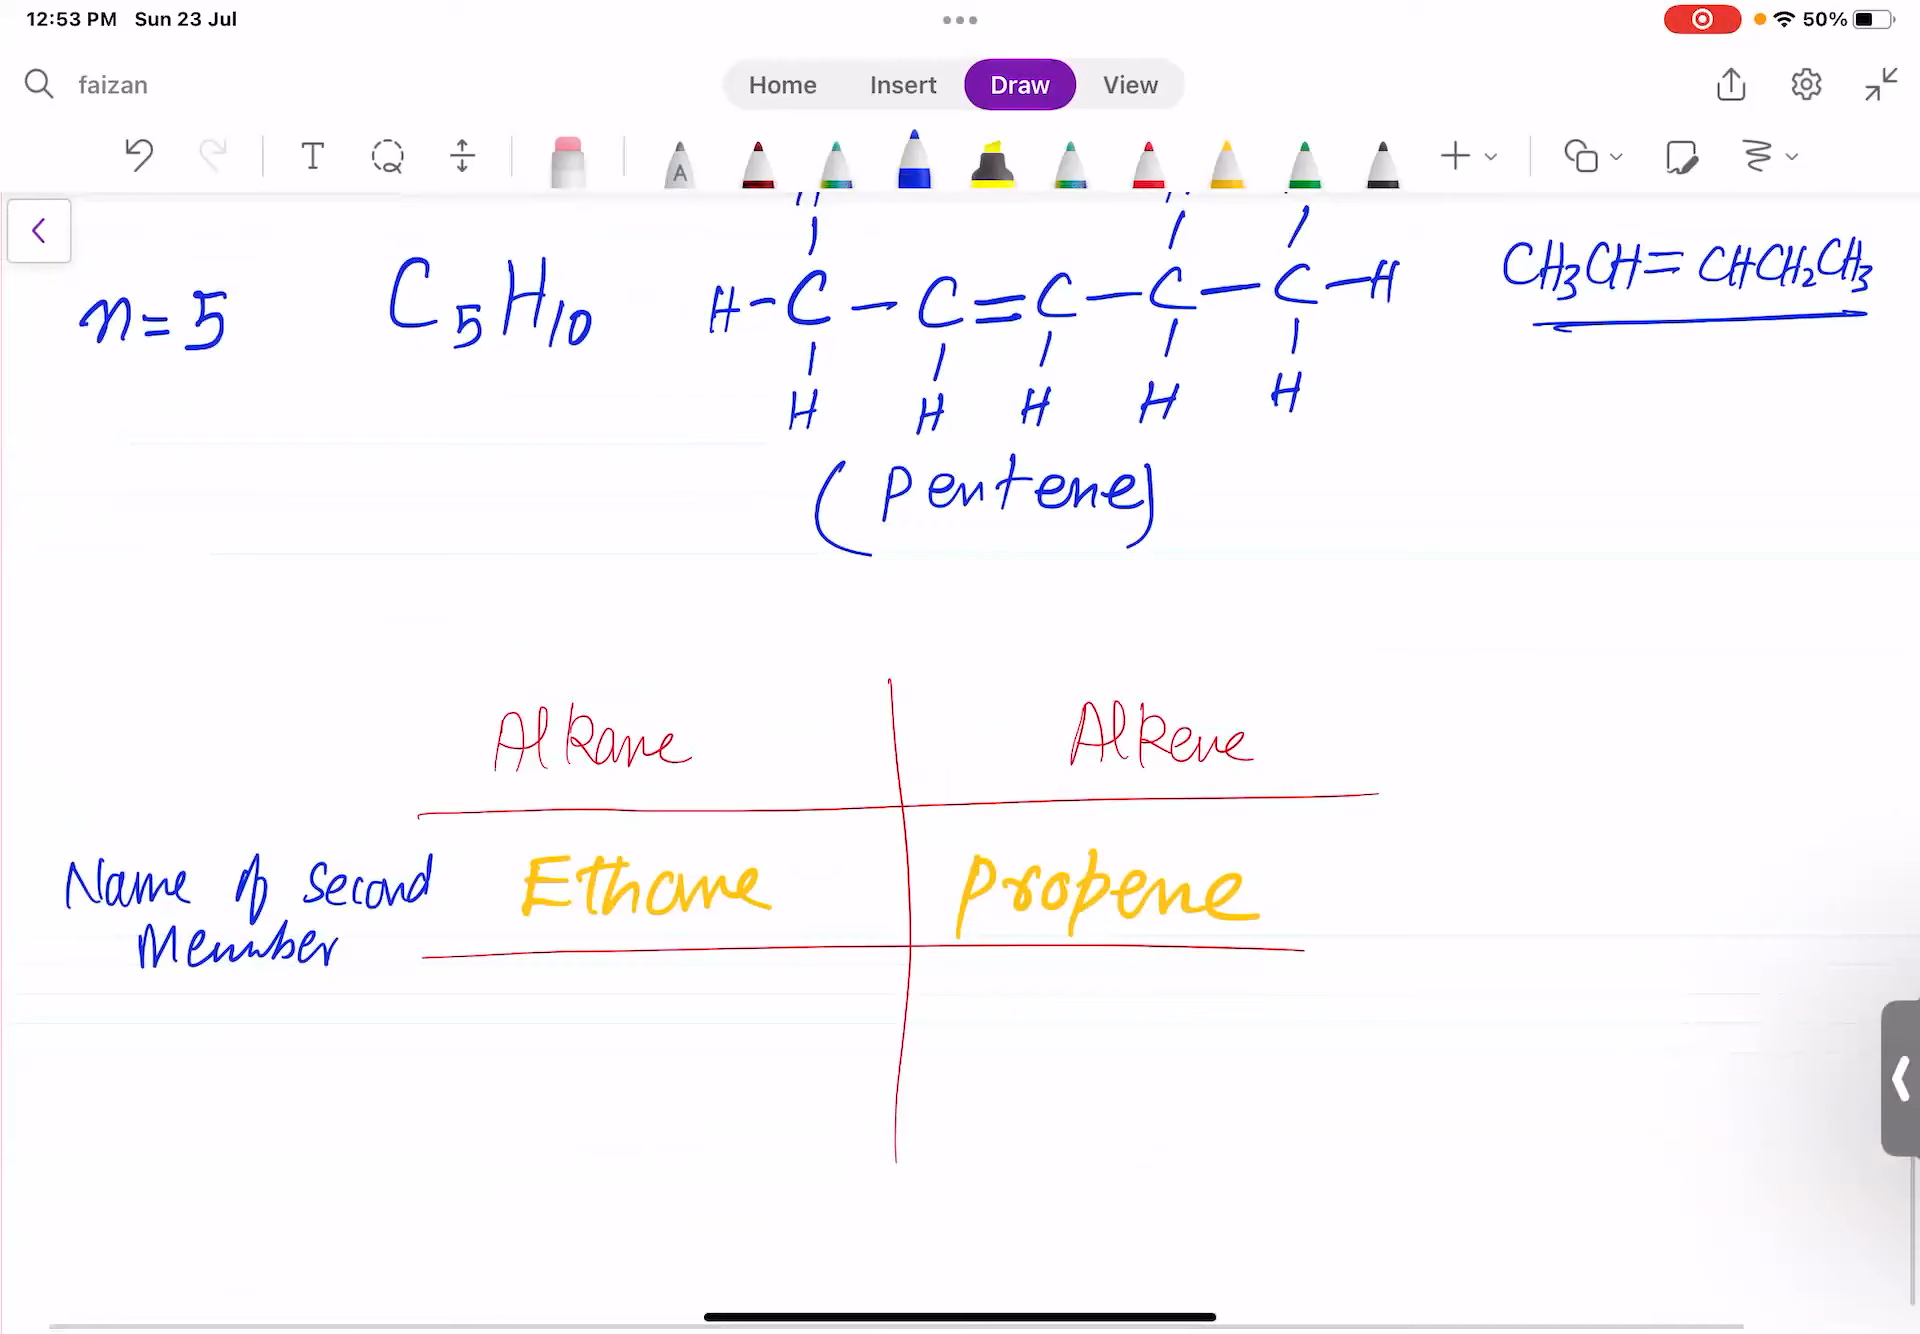 12:53 PM Sun 23 Jul
50%
faizan
Home Insert Draw View
T
A
n=5 C5H10 H-C-C=C-C-C-H CH3CH=CHCH2CH3
H H H H H
(Pentene)
Alkane Alkene
Name of Second Ethane Propene
Member